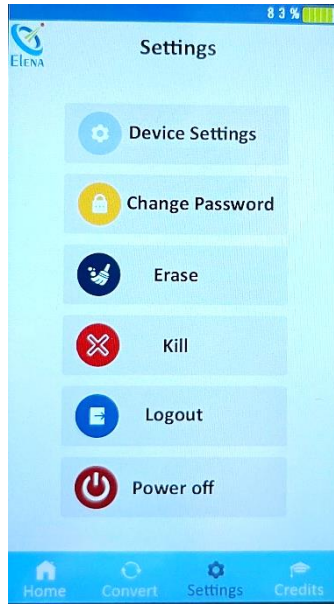 83%
ELENA
Settings
Device Settings
Change Password
Erase
Kill
Logout
Power off
Home Convert Settings Credits